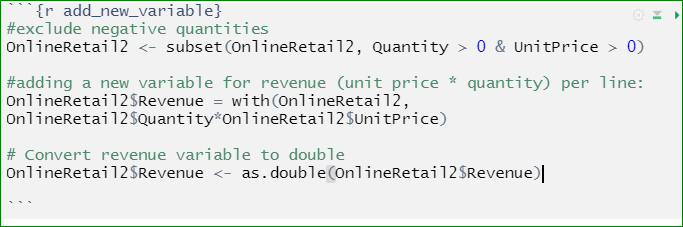 ```{r add_new_variable}
#exclude negative quantities
OnlineRetail2 <- subset(OnlineRetail2, Quantity > 0 & UnitPrice > 0)
#adding a new variable for revenue (unit price * quantity) per line:
OnlineRetail2$Revenue = with(OnlineRetail2,
OnlineRetail2$Quantity*OnlineRetail2$UnitPrice)
# Convert revenue variable to double
OnlineRetail2$Revenue <- as.double(OnlineRetail2$Revenue)
```